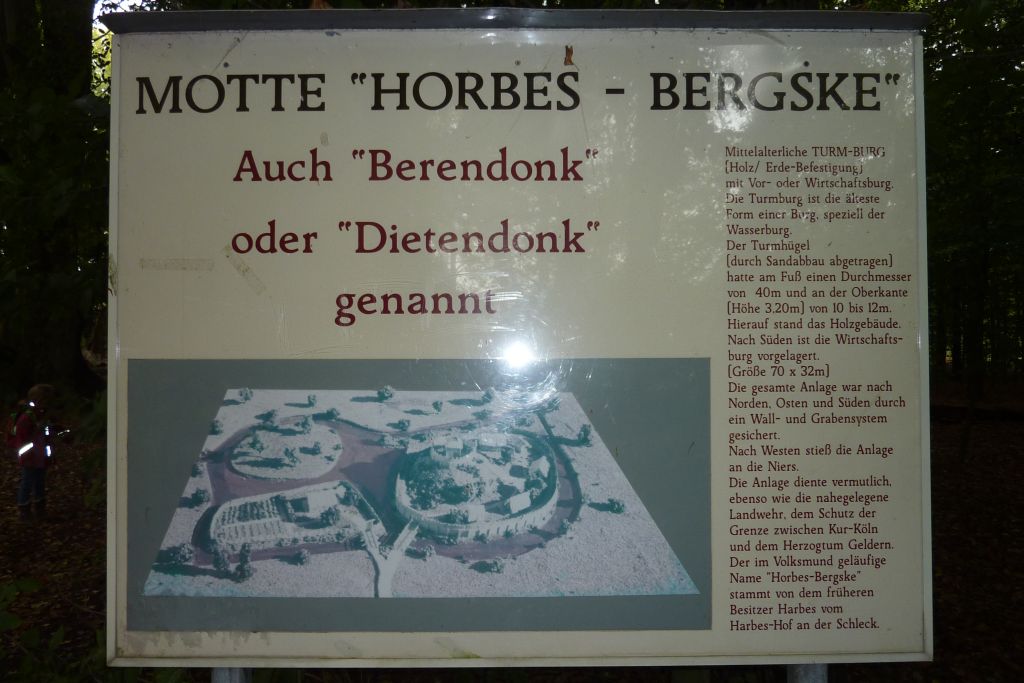 MOTTE "HORBES - BERGSKE"
Auch "Berendonk"
oder "Dietendonk"
genannt
Mittelalterliche TURM-BURG
(Holz/ Erde-Befestigung)
mit Vor- oder Wirtschaftsburg.
Die Turmburg ist die älteste
Form einer Burg, speziell der
Wasserburg.
Der Turmhügel
(durch Sandabbau abgetragen)
hatte am Fuß einen Durchmesser
von 40m und an der Oberkante
(Höhe 3,20m) von 10 bis 12m.
Hierauf stand das Holzgebäude.
Nach Süden ist die Wirtschafts-
burg vorgelagert.
(Größe 70 x 32m)
Die gesamte Anlage war nach
Norden, Osten und Süden durch
ein Wall- und Grabensystem
gesichert.
Nach Westen stieß die Anlage
an die Niers.
Die Anlage diente vermutlich,
ebenso wie die nahegelegene
Landwehr, dem Schutz der
Grenze zwischen Kur-Köln
und dem Herzogtum Geldern.
Der im Volksmund geläufige
Name "Horbes-Bergske"
stammt von dem früheren
Besitzer Harbes vom
Harbes-Hof an der Schleck.